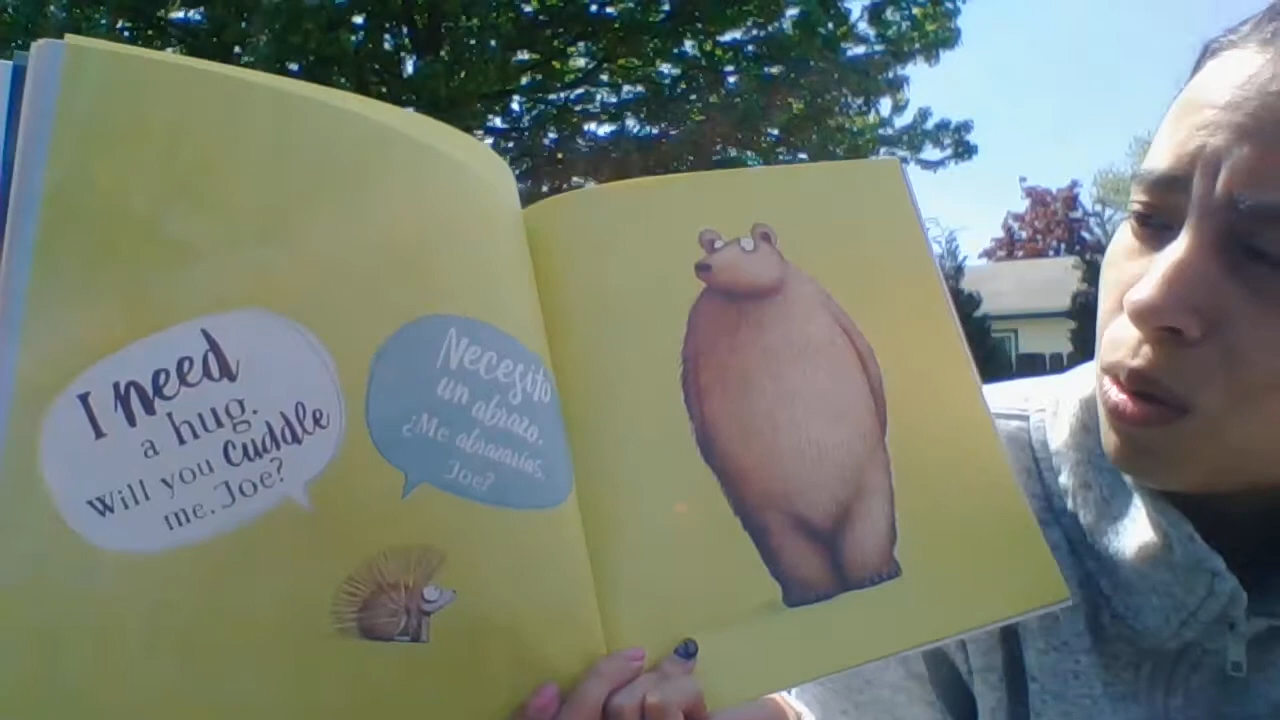 I need
a hug.
Will you cuddle
me, Joe?
Necesito
un abrazo.
¿Me abrazarías,
Joe?